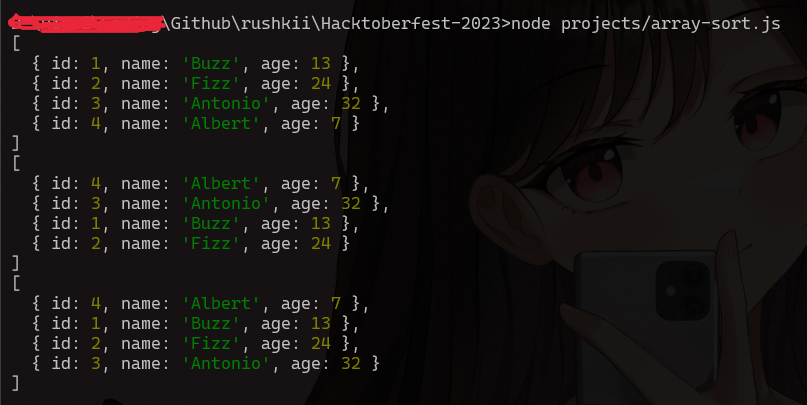 \Github\rushkii\Hacktoberfest-2023>node projects/array-sort.js
[
  { id: 1, name: 'Buzz', age: 13 },
  { id: 2, name: 'Fizz', age: 24 },
  { id: 3, name: 'Antonio', age: 32 },
  { id: 4, name: 'Albert', age: 7 }
]
[
  { id: 4, name: 'Albert', age: 7 },
  { id: 3, name: 'Antonio', age: 32 },
  { id: 1, name: 'Buzz', age: 13 },
  { id: 2, name: 'Fizz', age: 24 }
]
[
  { id: 4, name: 'Albert', age: 7 },
  { id: 1, name: 'Buzz', age: 13 },
  { id: 2, name: 'Fizz', age: 24 },
  { id: 3, name: 'Antonio', age: 32 }
]